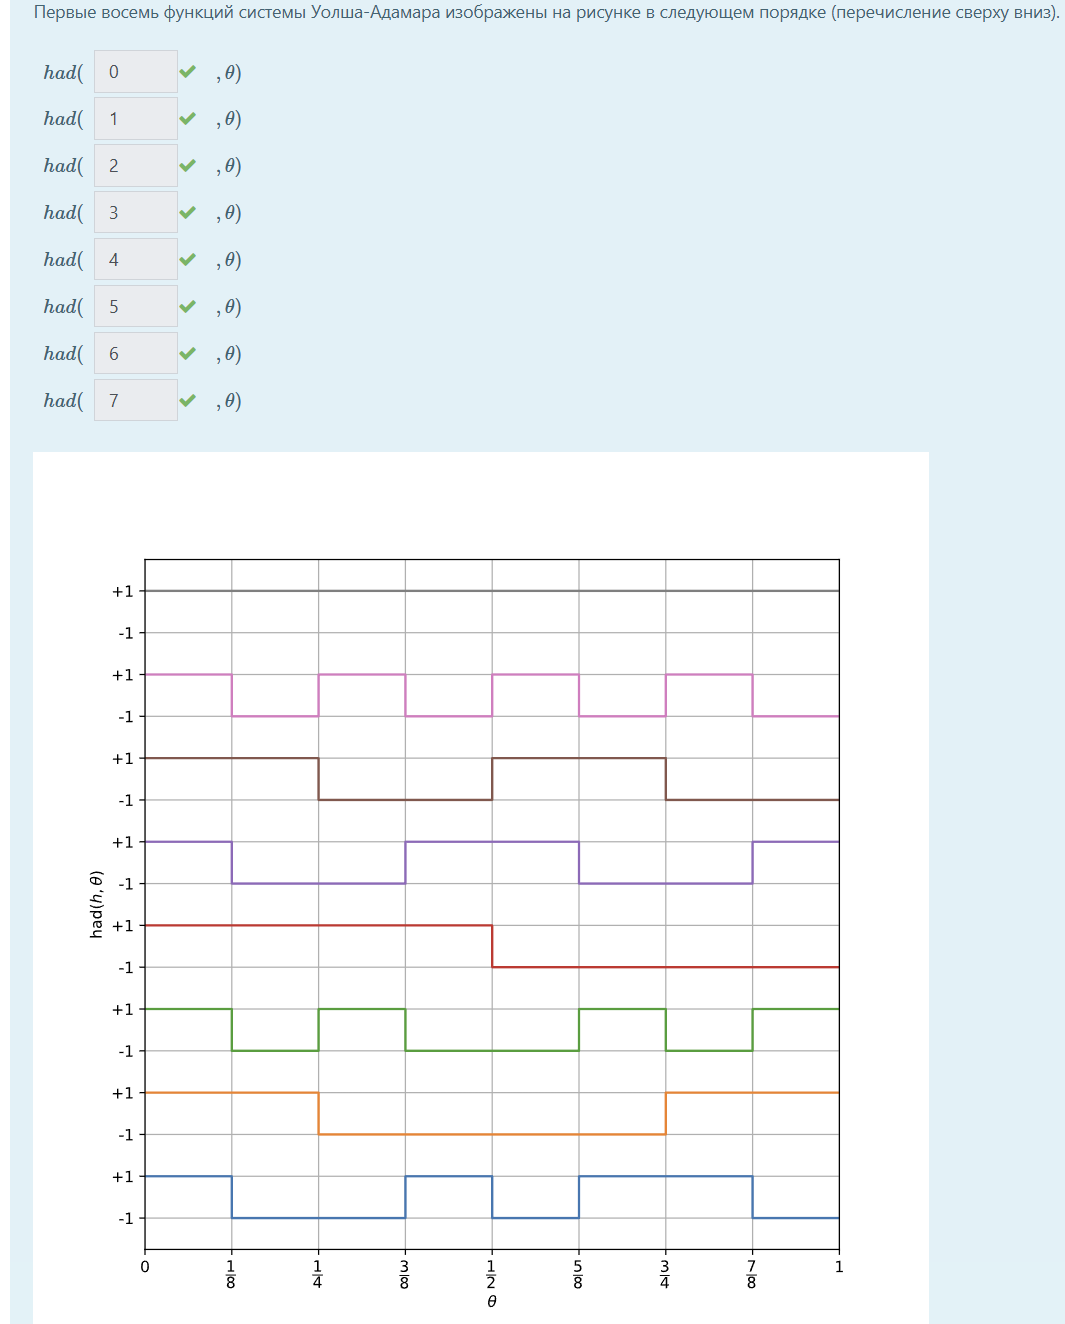 Первые восемь функций системы Уолша-Адамара изображены на рисунке в следующем порядке (перечисление сверху вниз).
had( 0 , θ)
had( 1 , θ)
had( 2 , θ)
had( 3 , θ)
had( 4 , θ)
had( 5 , θ)
had( 6 , θ)
had( 7 , θ)
+1
-1
+1
-1
+1
-1
+1
-1
had(h, θ)
+1
-1
+1
-1
+1
-1
+1
-1
0 1/8 1/4 3/8 1/2 5/8 3/4 7/8 1
θ